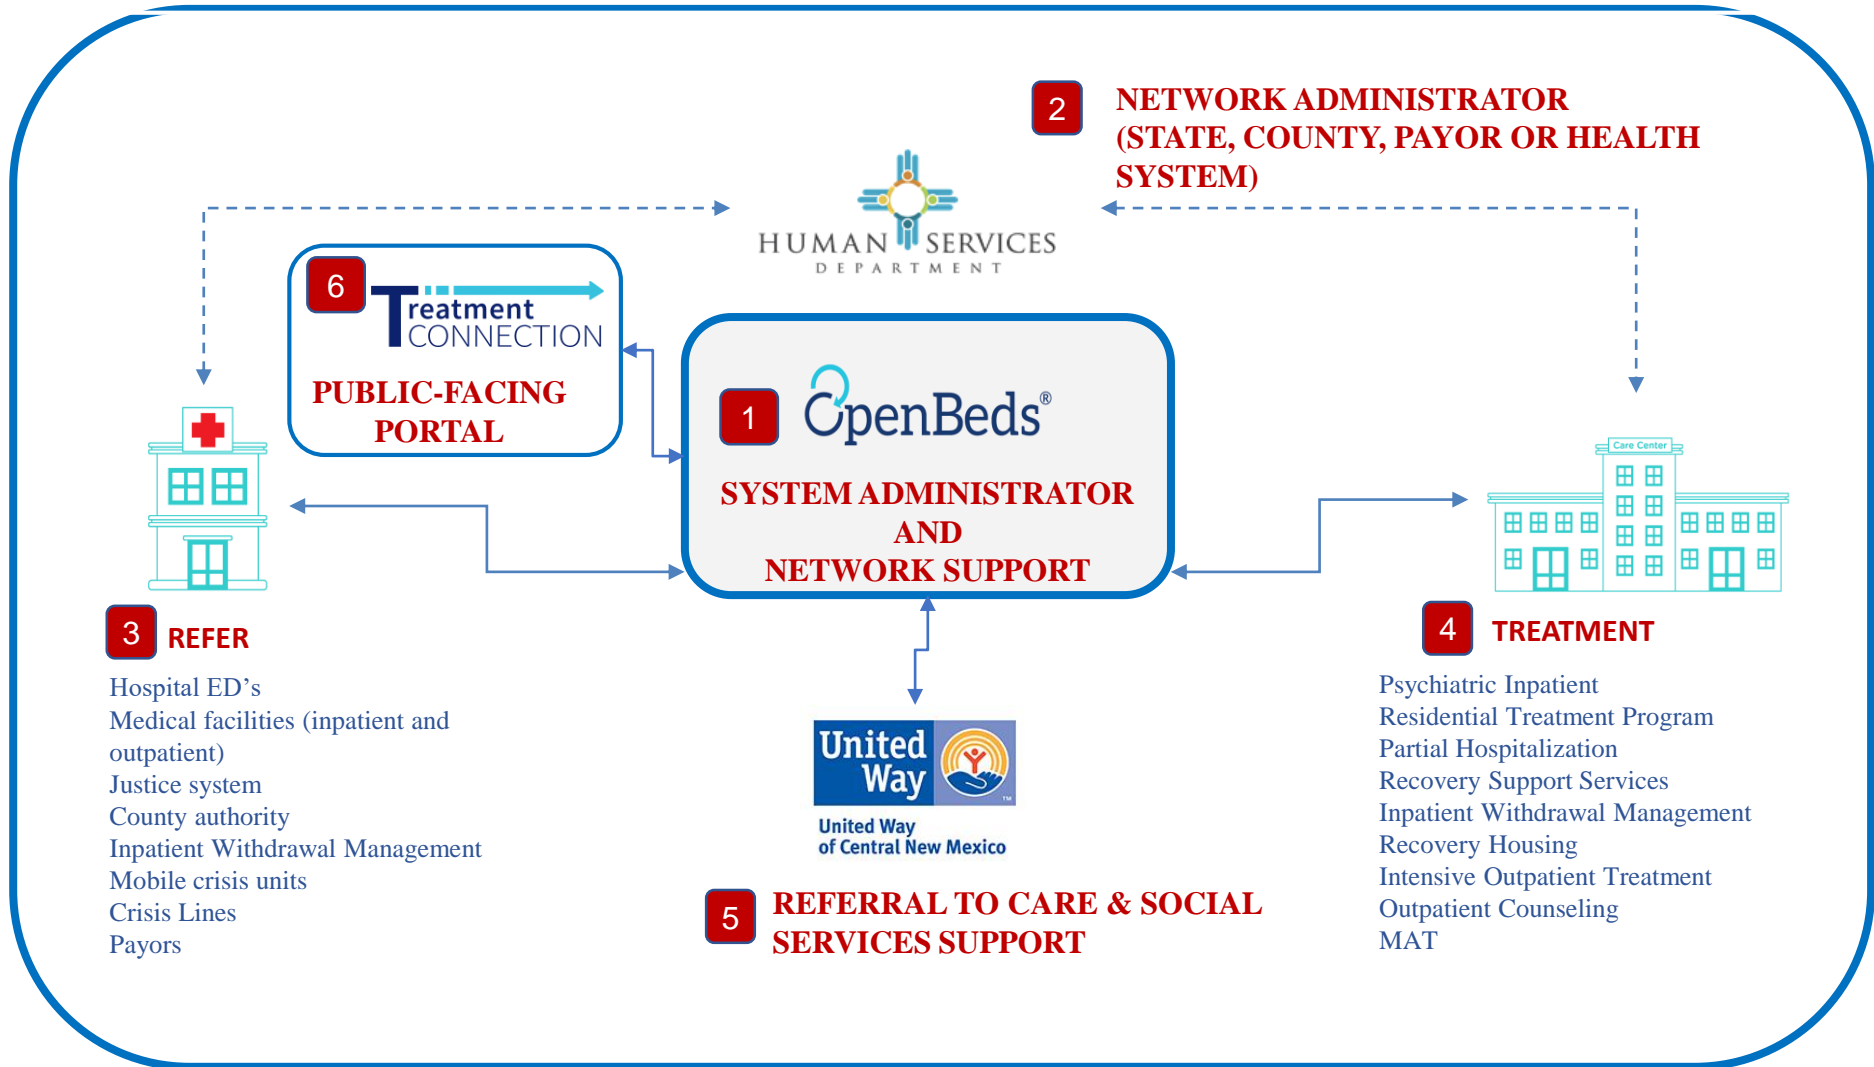 2
NETWORK ADMINISTRATOR
(STATE, COUNTY, PAYOR OR HEALTH
SYSTEM)
HUMAN SERVICES
DEPARTMENT
6
Treatment
CONNECTION
PUBLIC-FACING
PORTAL
1
OpenBeds®
SYSTEM ADMINISTRATOR
AND
NETWORK SUPPORT
Care Center
3
REFER
Hospital ED’s
Medical facilities (inpatient and
outpatient)
Justice system
County authority
Inpatient Withdrawal Management
Mobile crisis units
Crisis Lines
Payors
4
TREATMENT
Psychiatric Inpatient
Residential Treatment Program
Partial Hospitalization
Recovery Support Services
Inpatient Withdrawal Management
Recovery Housing
Intensive Outpatient Treatment
Outpatient Counseling
MAT
United
Way
TM
United Way
of Central New Mexico
5
REFERRAL TO CARE & SOCIAL
SERVICES SUPPORT